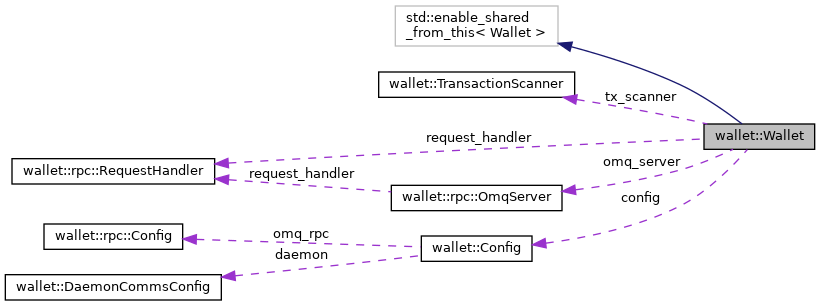 std::enable_shared
_from_this< Wallet >
wallet::TransactionScanner
tx_scanner
wallet::Wallet
request_handler
omq_server
wallet::rpc::RequestHandler
request_handler
wallet::rpc::OmqServer
config
wallet::rpc::Config
omq_rpc
wallet::Config
daemon
wallet::DaemonCommsConfig